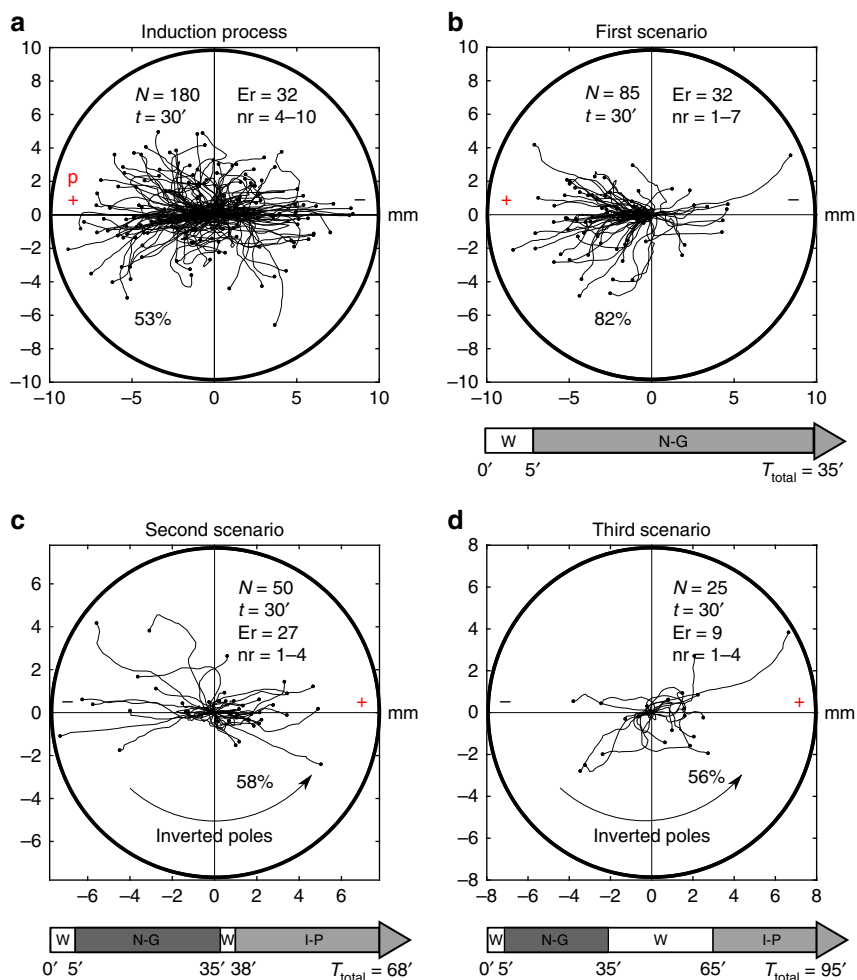 a
Induction process
10
8
6
4
2
0
−2
−4
−6
−8
−10
N = 180
t = 30′
Er = 32
nr = 4–10
p
+
−
mm
53%
−10
−5
0
5
10
b
First scenario
10
8
6
4
2
0
−2
−4
−6
−8
−10
N = 85
t = 30′
Er = 32
nr = 1–7
+
−
mm
82%
−10
−5
0
5
10
W
N-G
0′
5′
Ttotal = 35′
c
Second scenario
6
4
2
0
−2
−4
−6
N = 50
t = 30′
Er = 27
nr = 1–4
−
+
mm
58%
Inverted poles
−6
−4
−2
0
2
4
6
W
N-G
W
I-P
0′
5′
35′
38′
Ttotal = 68′
d
Third scenario
8
6
4
2
0
−2
−4
−6
−8
N = 25
t = 30′
Er = 9
nr = 1–4
−
+
mm
56%
Inverted poles
−8
−6
−4
−2
0
2
4
6
8
W
N-G
W
I-P
0′
5′
35′
65′
Ttotal = 95′